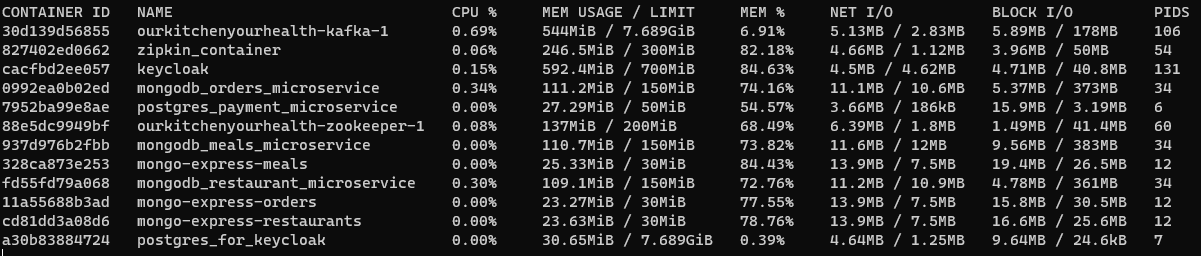 CONTAINER ID   NAME                             CPU %     MEM USAGE / LIMIT     MEM %     NET I/O           BLOCK I/O         PIDS
30d139d56855   ourkitchenyourhealth-kafka-1       0.69%     544MiB / 7.689GiB     6.91%     5.13MB / 2.83MB   5.89MB / 178MB    106
827402ed0662   zipkin_container                   0.06%     246.5MiB / 300MiB     82.18%    4.66MB / 1.12MB   3.96MB / 50MB     54
cacfbd2ee057   keycloak                           0.15%     592.4MiB / 700MiB     84.63%    4.5MB / 4.62MB    4.71MB / 40.8MB   131
0992ea0b02ed   mongodb_orders_microservice        0.34%     111.2MiB / 150MiB     74.16%    11.1MB / 10.6MB   5.37MB / 373MB    34
7952ba99e8ae   postgres_payment_microservice      0.00%     27.29MiB / 50MiB      54.57%    3.66MB / 186kB    15.9MB / 3.19MB   6
88e5dc9949bf   ourkitchenyourhealth-zookeeper-1   0.08%     137MiB / 200MiB       68.49%    6.39MB / 1.8MB    1.49MB / 41.4MB   60
937d976b2fbb   mongodb_meals_microservice         0.00%     110.7MiB / 150MiB     73.82%    11.6MB / 12MB     9.56MB / 383MB    34
328ca873e253   mongo-express-meals                0.00%     25.33MiB / 30MiB      84.43%    13.9MB / 7.5MB    19.4MB / 26.5MB   12
fd55fd79a068   mongodb_restaurant_microservice    0.30%     109.1MiB / 150MiB     72.76%    11.2MB / 10.9MB   4.78MB / 361MB    34
11a55688b3ad   mongo-express-orders               0.00%     23.27MiB / 30MiB      77.55%    13.9MB / 7.5MB    15.8MB / 30.5MB   12
cd81dd3a08d6   mongo-express-restaurants          0.00%     23.63MiB / 30MiB      78.76%    13.9MB / 7.5MB    16.6MB / 25.6MB   12
a30b83884724   postgres_for_keycloak              0.00%     30.65MiB / 7.689GiB   0.39%     4.64MB / 1.25MB   9.64MB / 24.6kB   7